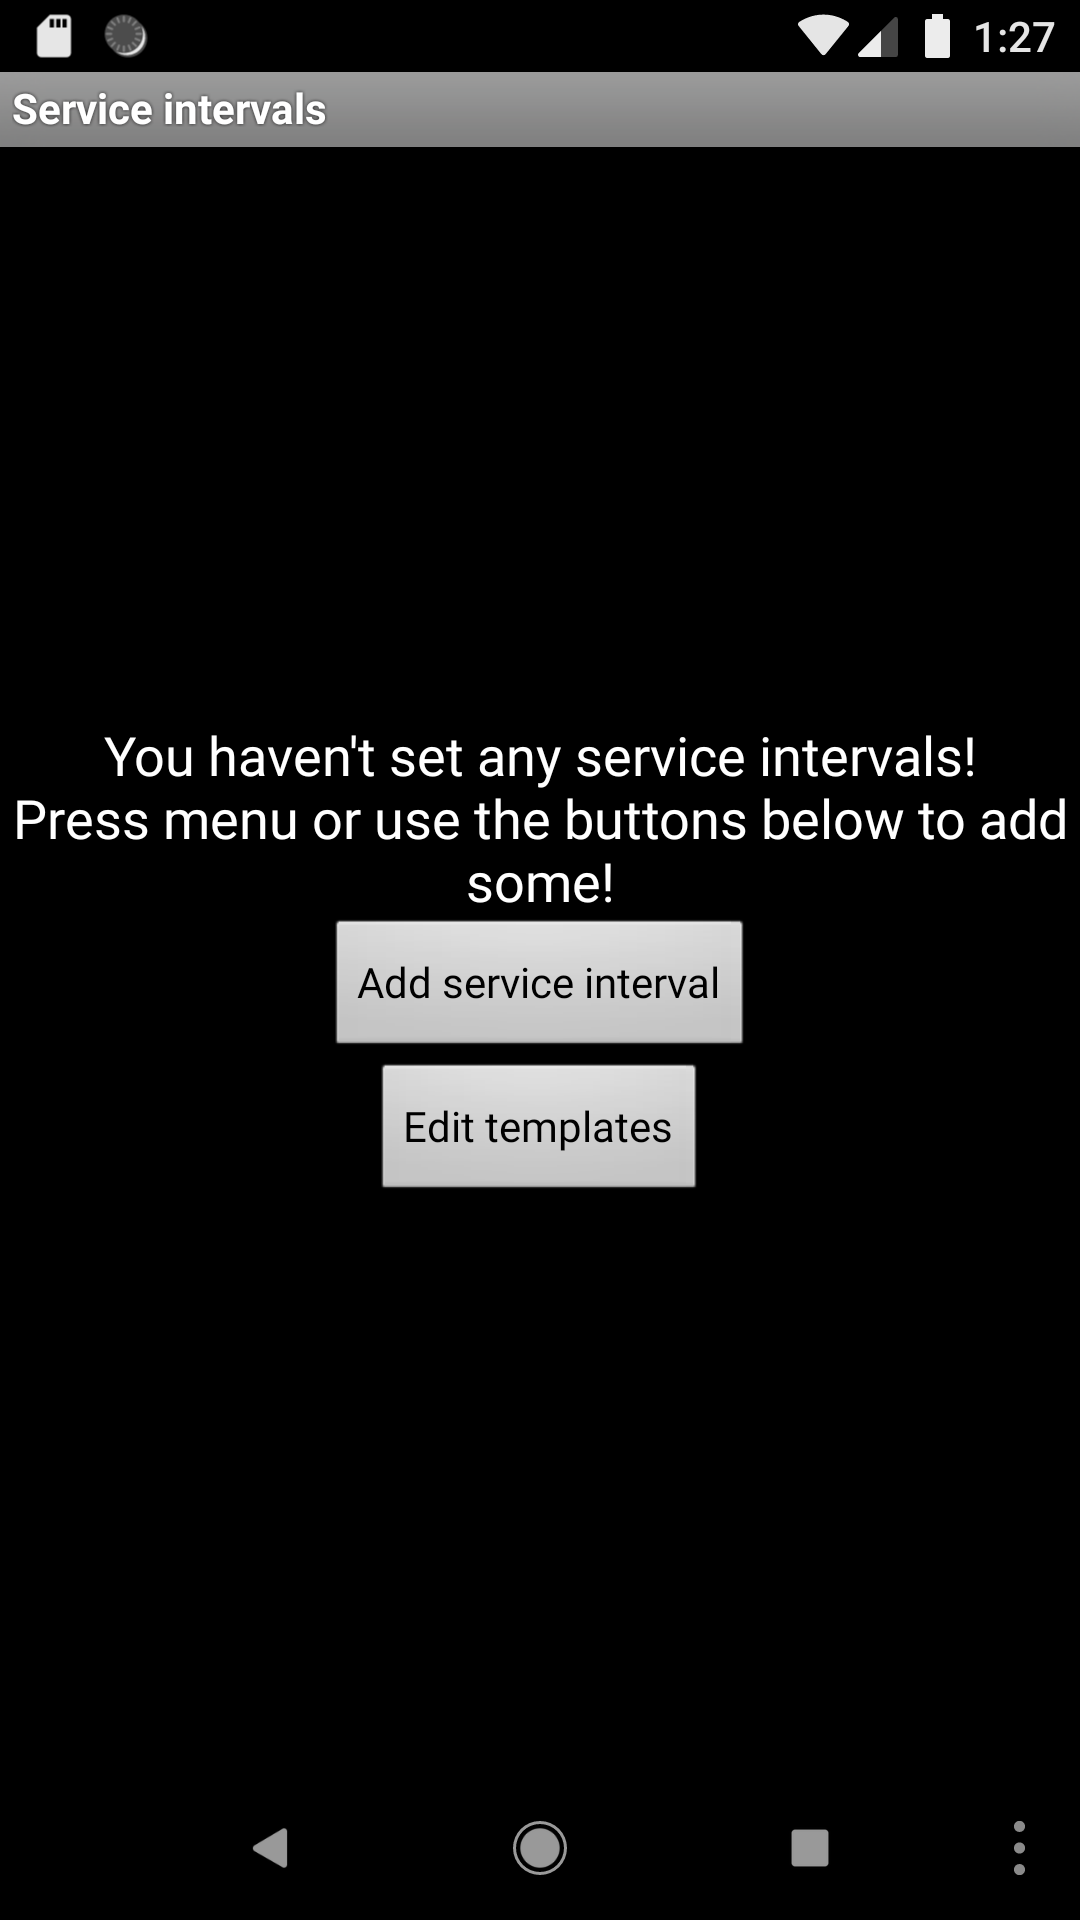 1:27
Service intervals
You haven't set any service intervals!
Press menu or use the buttons below to add
some!
Add service interval
Edit templates